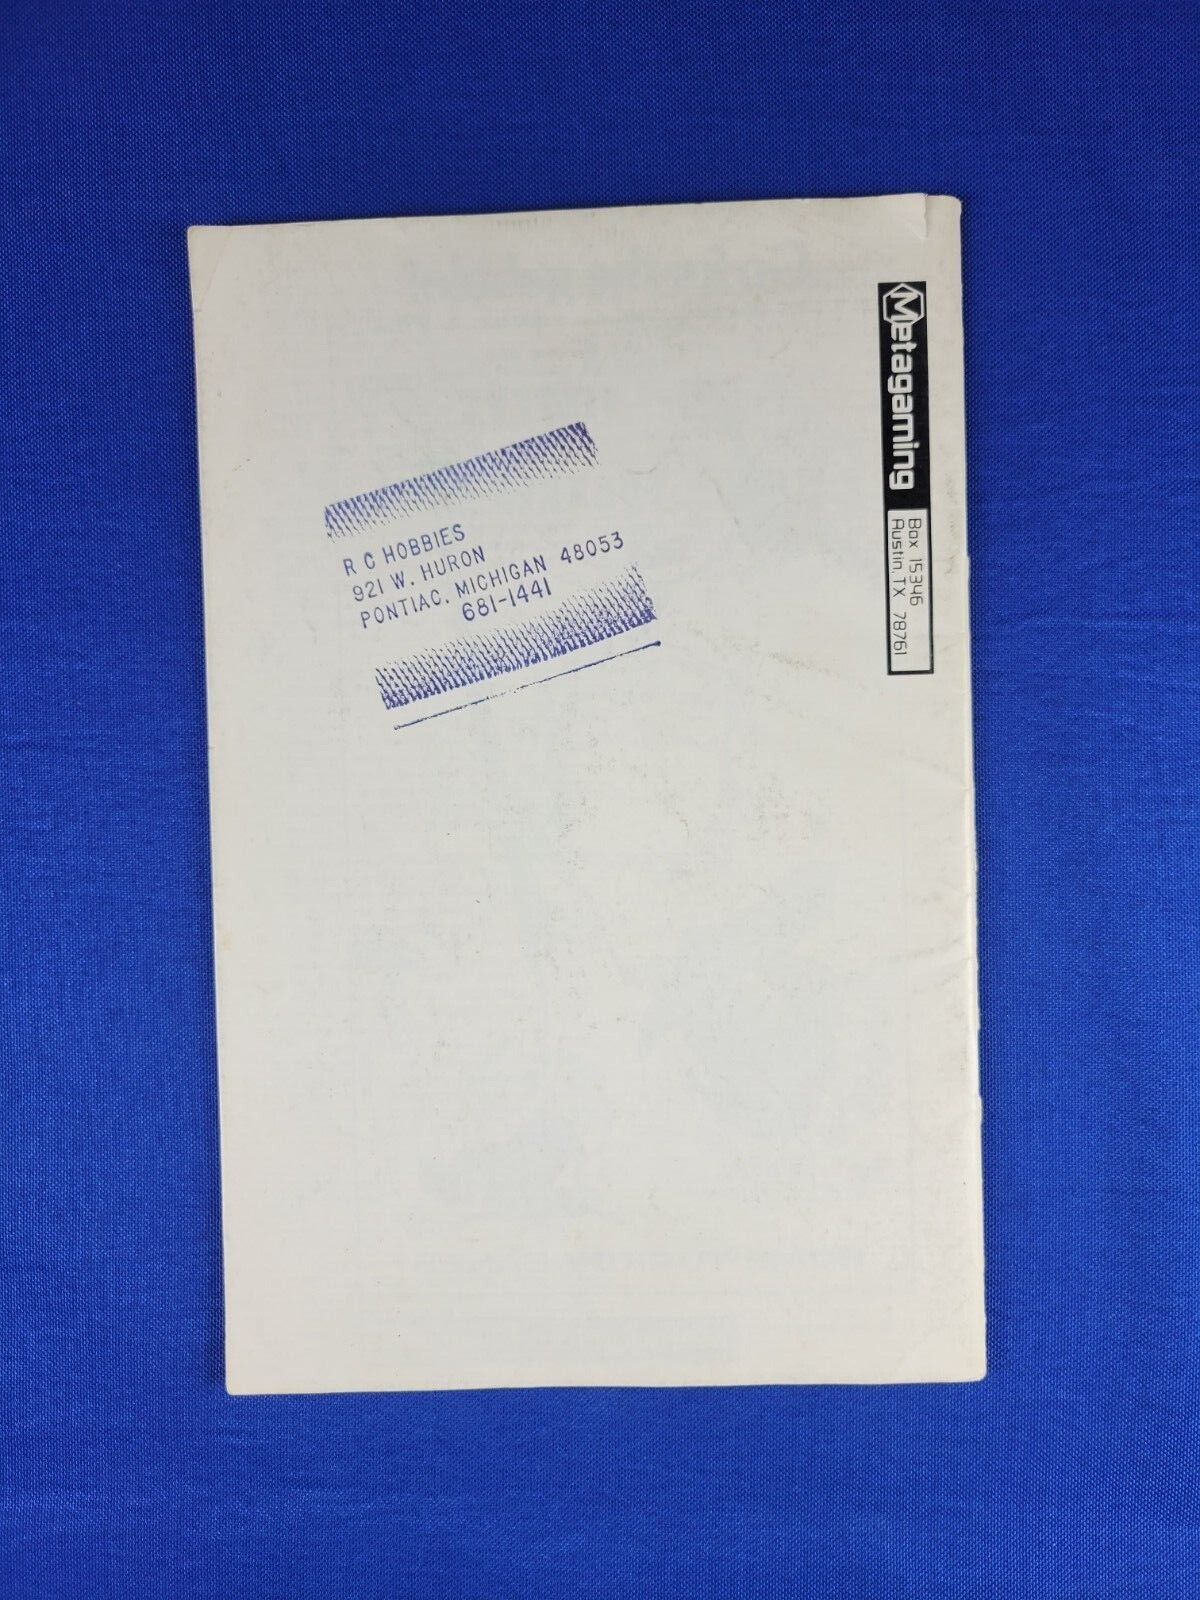 Metagaming
Box 15346
Austin, TX 78761
R C HOBBIES
921 W. HURON
PONTIAC, MICHIGAN 48053
681-1441